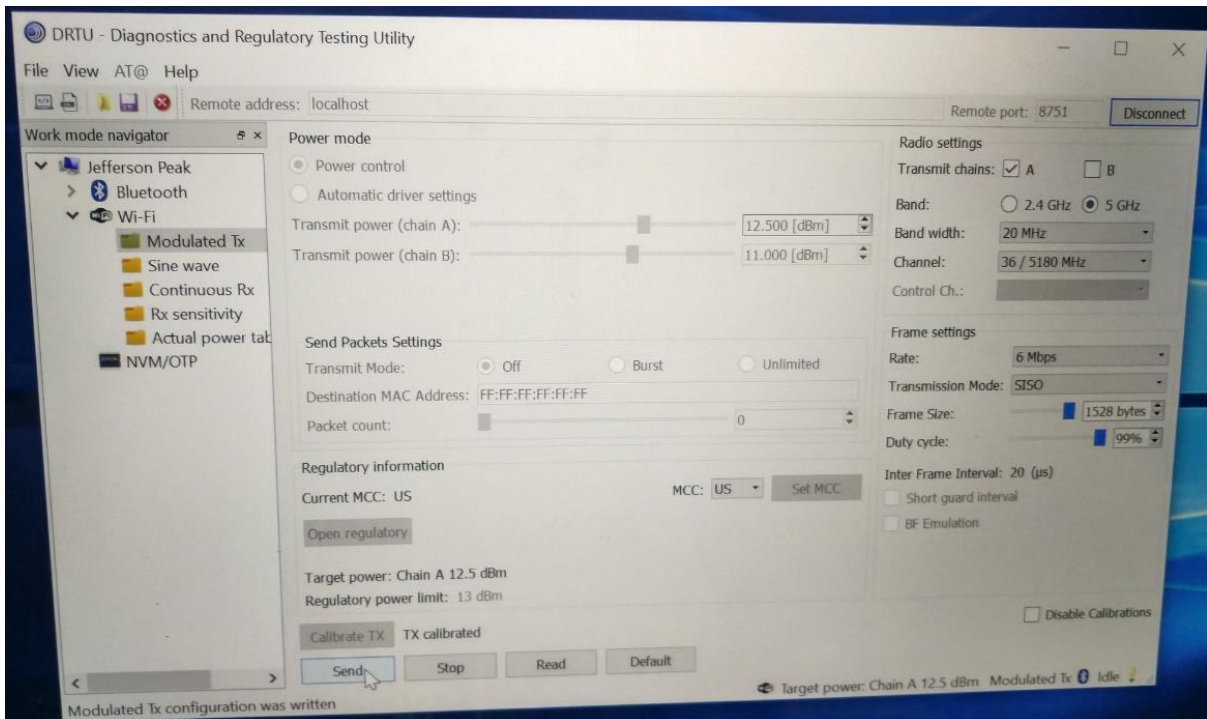 DRTU - Diagnostics and Regulatory Testing Utility
File View AT@ Help
Remote address: localhost Remote port: 8751 Disconnect
Work mode navigator
Jefferson Peak
Bluetooth
Wi-Fi
Modulated Tx
Sine wave
Continuous Rx
Rx sensitivity
Actual power tab
NVM/OTP
Power mode
Power control
Automatic driver settings
Transmit power (chain A): 12.500 [dBm]
Transmit power (chain B): 11.000 [dBm]
Send Packets Settings
Transmit Mode: Off Burst Unlimited
Destination MAC Address: FF:FF:FF:FF:FF:FF
Packet count: 0
Regulatory information
Current MCC: US MCC: US Set MCC
Open regulatory
Target power: Chain A 12.5 dBm
Regulatory power limit: 13 dBm
Calibrate TX TX calibrated
Send Stop Read Default
Radio settings
Transmit chains: A B
Band: 2.4 GHz 5 GHz
Band width: 20 MHz
Channel: 36 / 5180 MHz
Control Ch.:
Frame settings
Rate: 6 Mbps
Transmission Mode: SISO
Frame Size: 1528 bytes
Duty cycle: 99%
Inter Frame Interval: 20 (µs)
Short guard interval
BF Emulation
Disable Calibrations
Modulated Tx configuration was written
Target power: Chain A 12.5 dBm Modulated Tx Idle